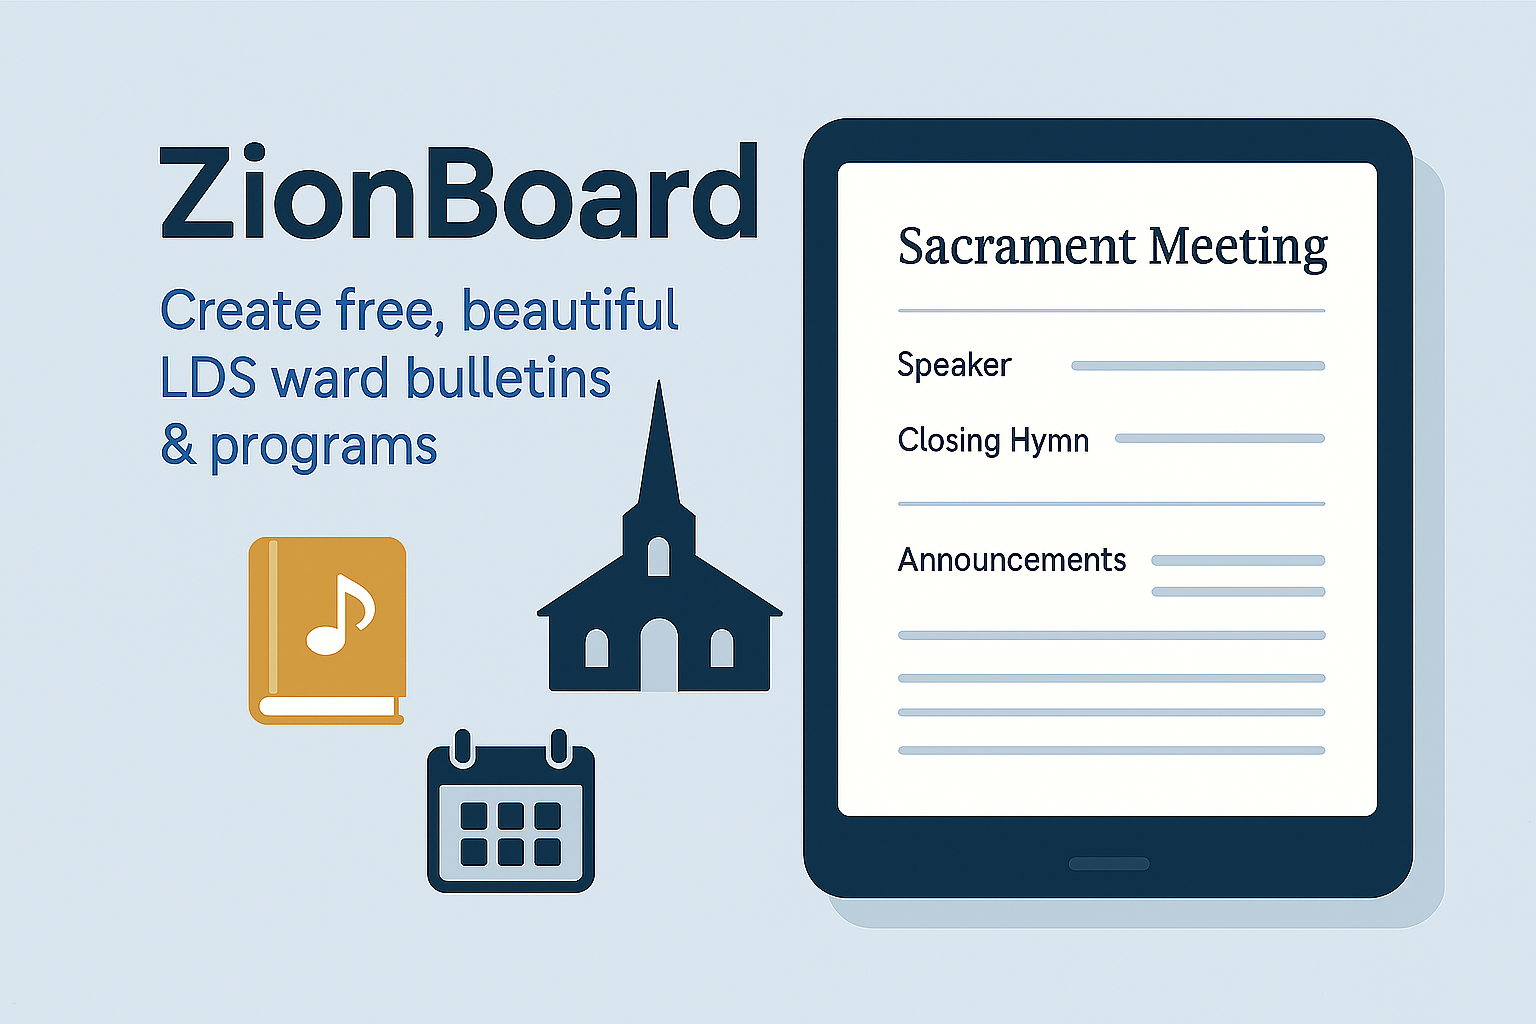 ZionBoard
Create free, beautiful
LDS ward bulletins
& programs
Sacrament Meeting
Speaker
Closing Hymn
Announcements